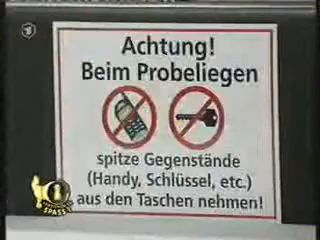 Achtung!
Beim Probeliegen
spitze Gegenstände
(Handy, Schlüssel, etc.)
aus den Taschen nehmen!
SPASS